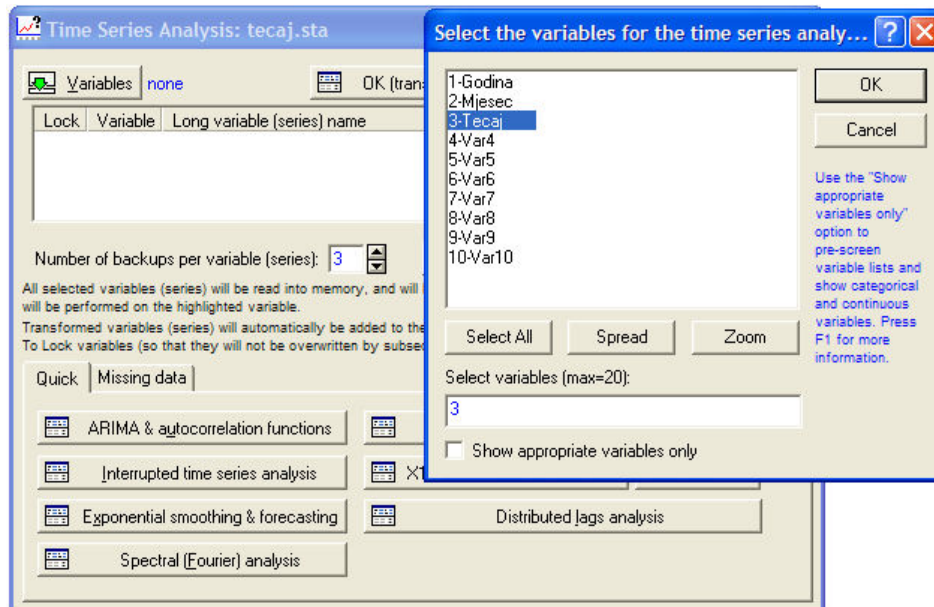 Time Series Analysis: tecaj.sta
Variables none
OK (tran
Lock Variable Long variable (series) name
Number of backups per variable (series): 3
All selected variables (series) will be read into memory, and will
will be performed on the highlighted variable.
Transformed variables (series) will automatically be added to the
To Lock variables (so that they will not be overwritten by subse
Quick Missing data
ARIMA & autocorrelation functions
Interrupted time series analysis
X1
Exponential smoothing & forecasting
Distributed lags analysis
Spectral (Fourier) analysis
Select the variables for the time series analy... ?
1-Godina
2-Mjesec
3-Tecaj
4-Var4
5-Var5
6-Var6
7-Var7
8-Var8
9-Var9
10-Var10
OK
Cancel
Use the "Show
appropriate
variables only"
option to
pre-screen
variable lists and
show categorical
and continuous
variables. Press
F1 for more
information.
Select All Spread Zoom
Select variables (max=20):
3
Show appropriate variables only